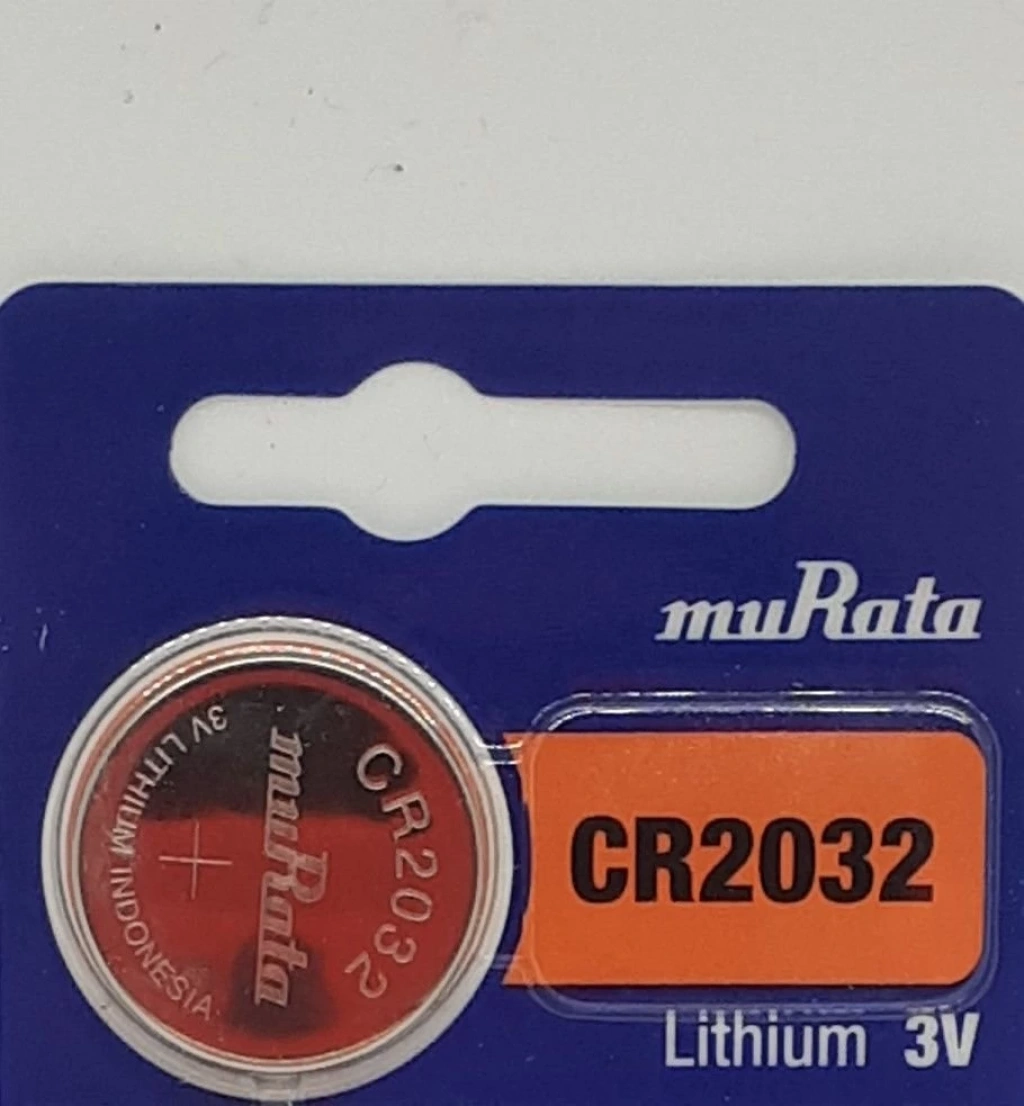 muRata
CR2032
Lithium 3V
CR2032
muRata
+
3V LITHIUM INDONESIA